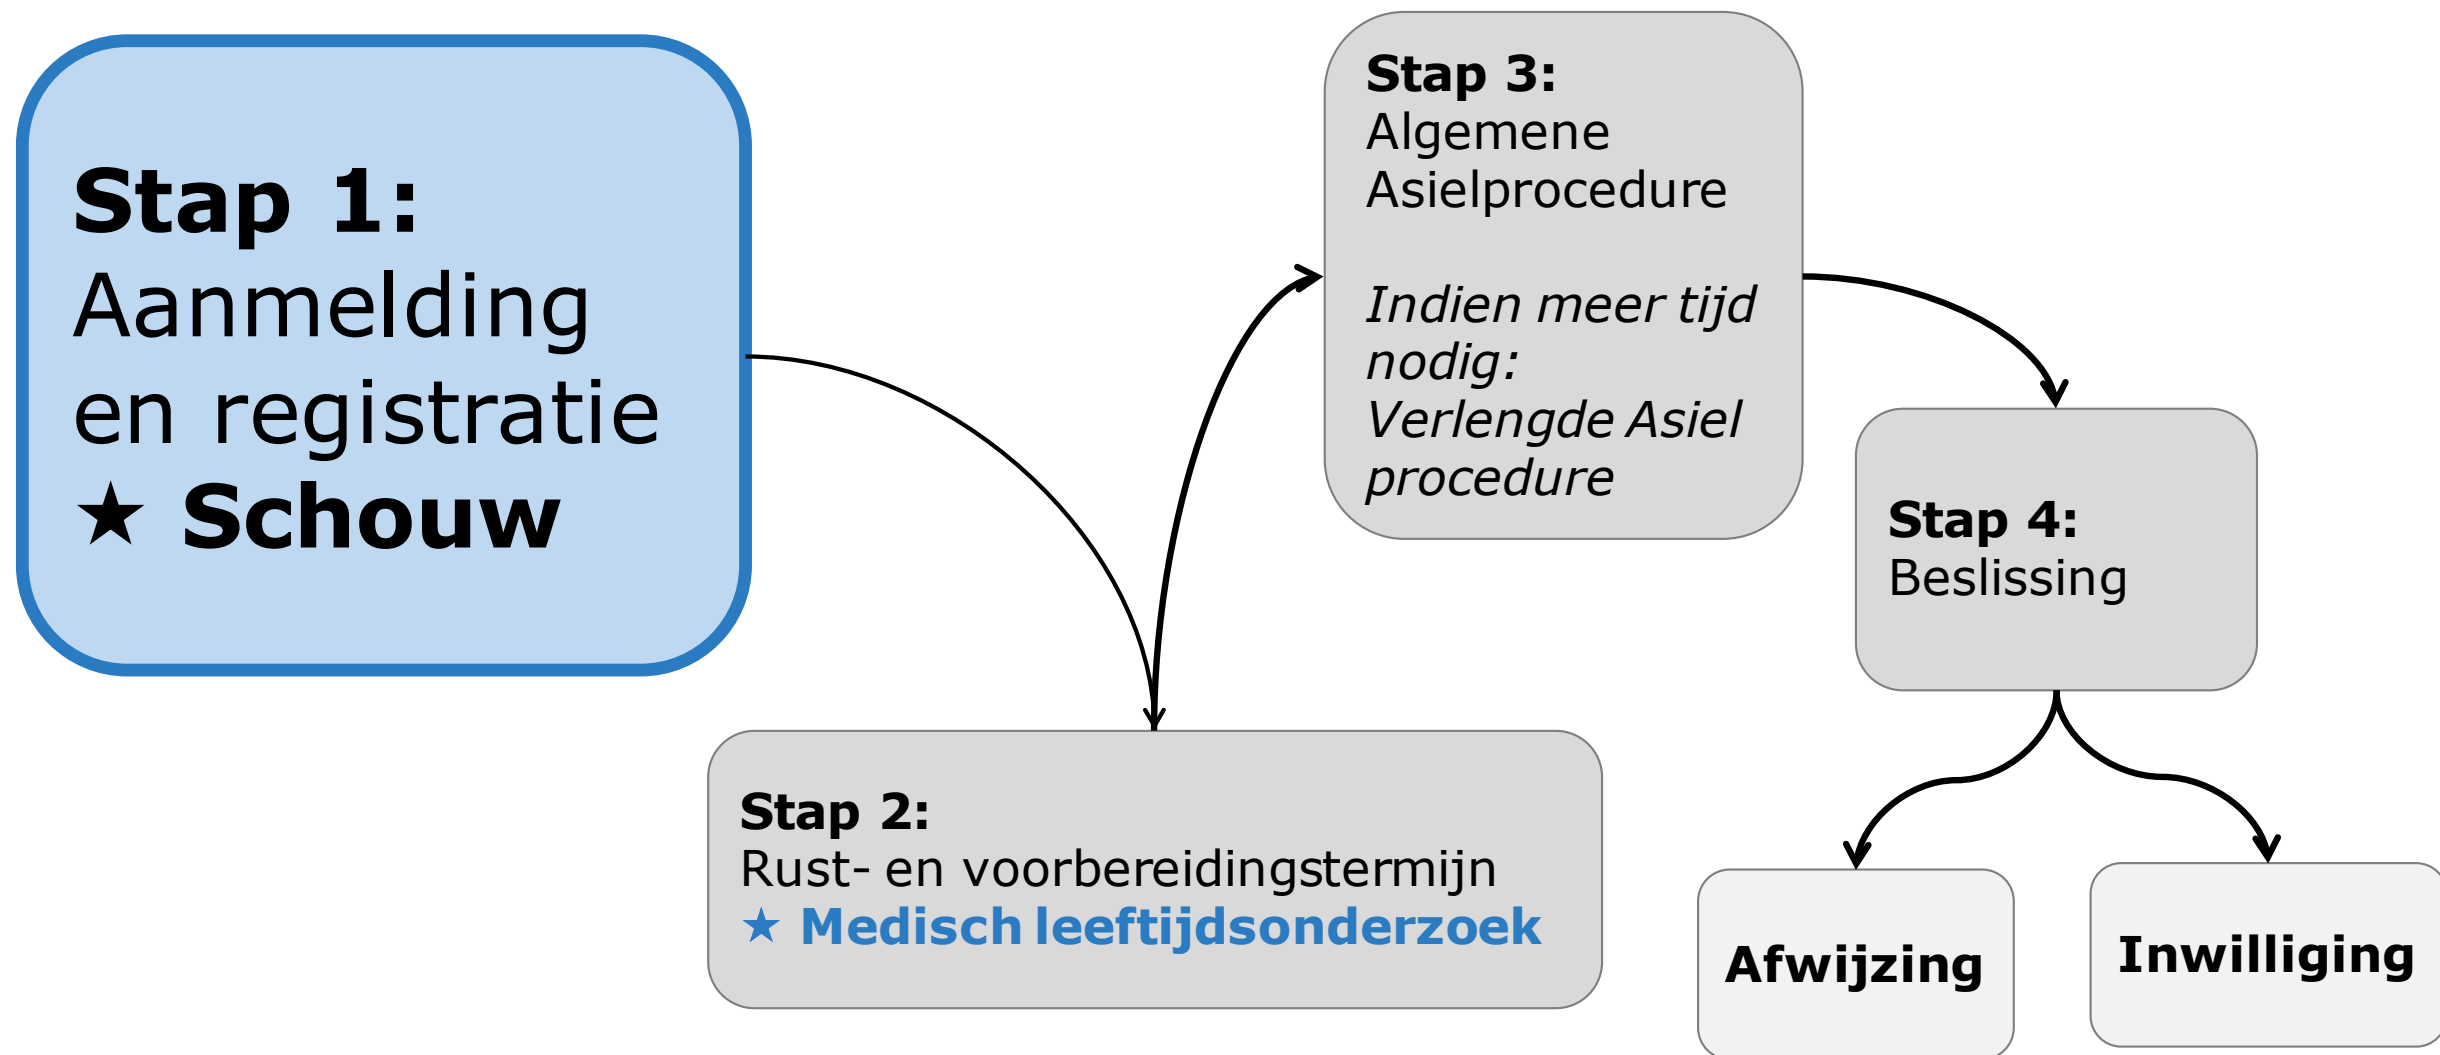 Stap 1:
Aanmelding
en registratie
★ Schouw
Stap 2:
Rust- en voorbereidingstermijn
★ Medisch leeftijdsonderzoek
Stap 3:
Algemene
Asielprocedure
Indien meer tijd
nodig:
Verlengde Asiel
procedure
Stap 4:
Beslissing
Afwijzing
Inwilliging